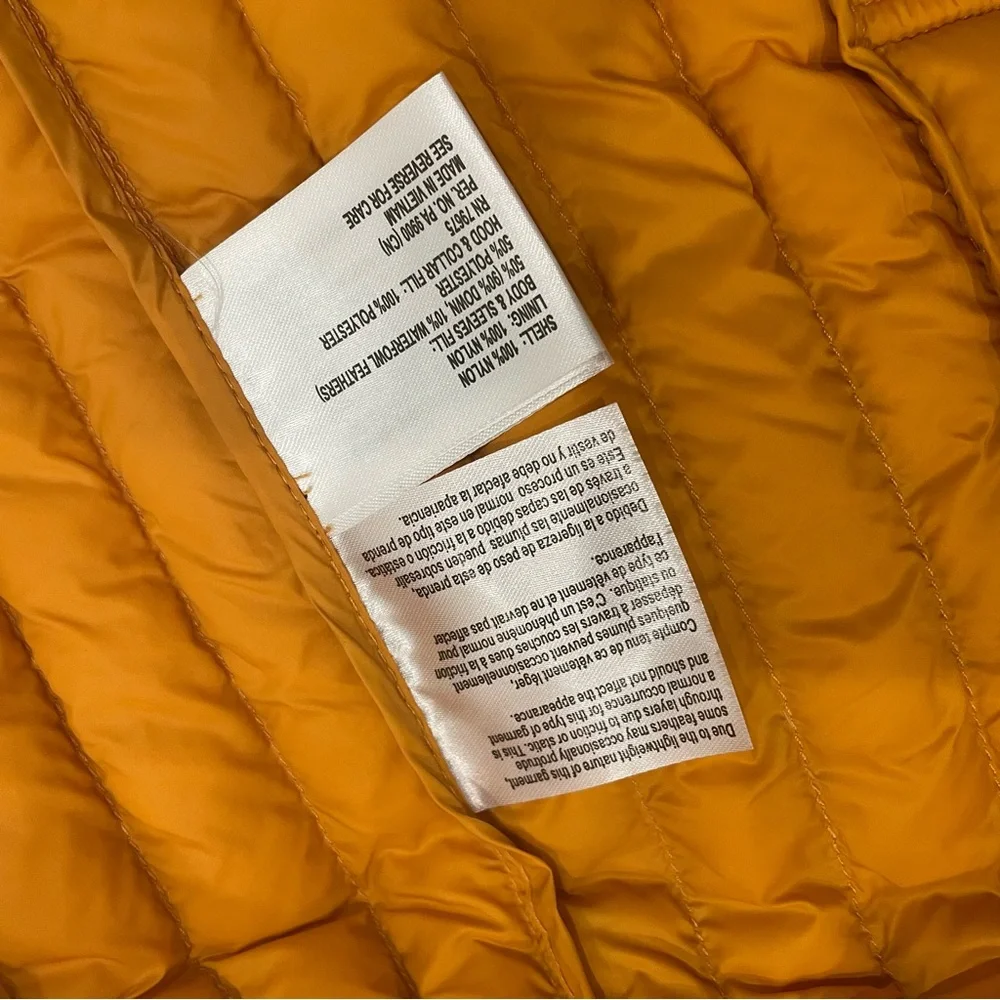 SHELL: 100% NYLON
LINING: 100% NYLON
BODY & SLEEVES FILL:
50% (90% DOWN, 10% WATERFOWL FEATHERS)
50% POLYESTER
HOOD & COLLAR FILL: 100% POLYESTER
RN 79675
PER. NO. PA 9900 (CN)
MADE IN VIETNAM
SEE REVERSE FOR CARE
Due to the lightweight nature of this garment,
some feathers may occasionally protrude
through layers due to friction or static. This is
a normal occurrence for this type of garment
and should not affect the appearance.
Compte tenu de ce vêtement léger,
quelques plumes peuvent occasionnellement
dépasser à travers les couches dues à la friction
ou statique. C'est un phénomène normal pour
ce type de vêtement et ne devrait pas affecter
l'apparence.
Debido a la ligereza de peso de esta prenda,
ocasionalmente las plumas pueden sobresalir
a través de las capas debido a la fricción o estática.
Este es un proceso normal en este tipo de prenda
de vestir y no debe afectar la apariencia.